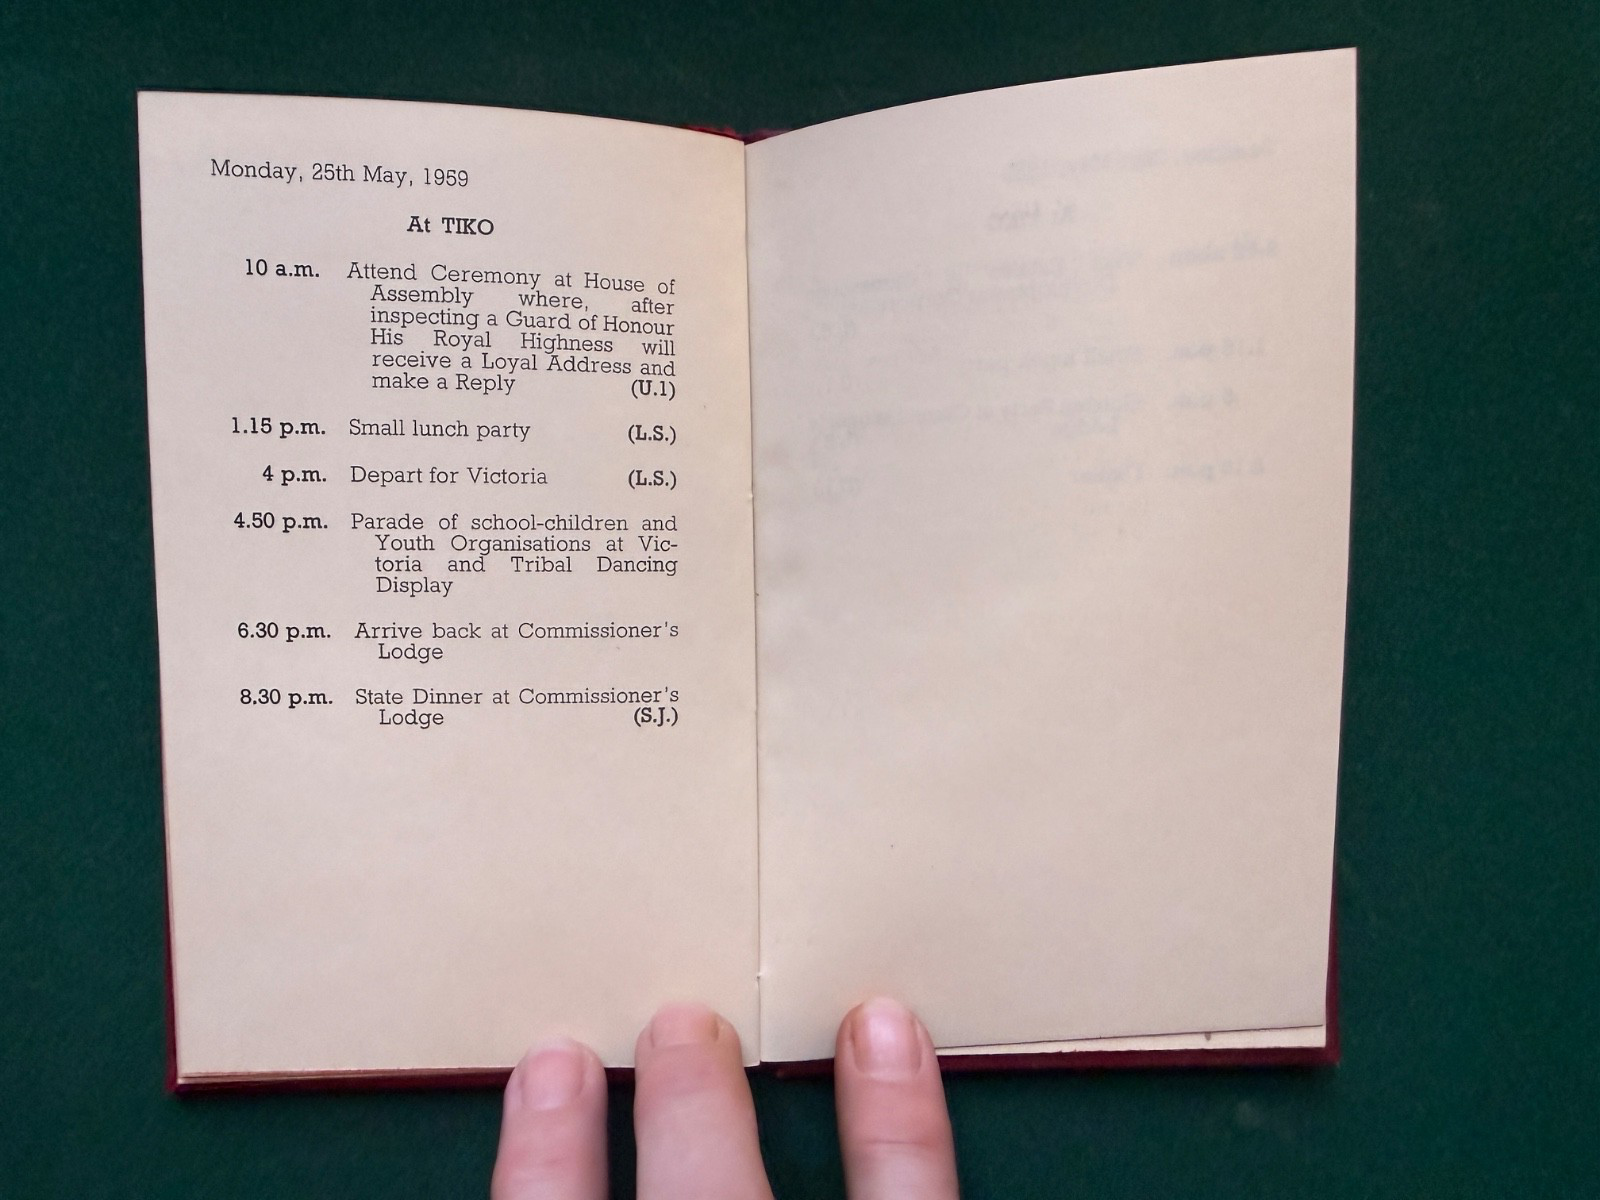 Monday, 25th May, 1959
At TIKO
10 a.m. Attend Ceremony at House of
Assembly where, after
inspecting a Guard of Honour
His Royal Highness will
receive a Loyal Address and
make a Reply (U.1)
1.15 p.m. Small lunch party (L.S.)
4 p.m. Depart for Victoria (L.S.)
4.50 p.m. Parade of school-children and
Youth Organisations at Vic-
toria and Tribal Dancing
Display
6.30 p.m. Arrive back at Commissioner's
Lodge
8.30 p.m. State Dinner at Commissioner's
Lodge (S.J.)